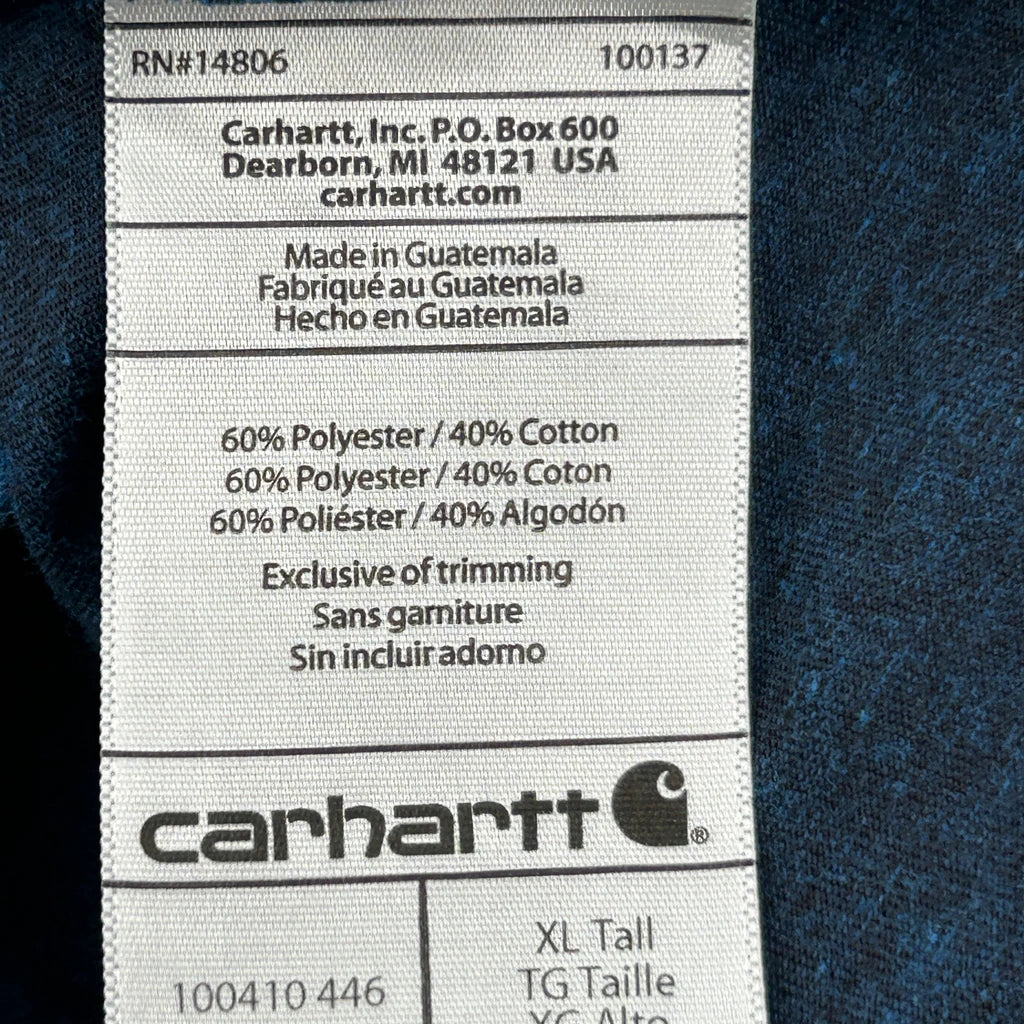 RN#14806 100137
Carhartt, Inc. P.O. Box 600
Dearborn, MI 48121 USA
carhartt.com
Made in Guatemala
Fabriqué au Guatemala
Hecho en Guatemala
60% Polyester / 40% Cotton
60% Polyester / 40% Coton
60% Poliéster / 40% Algodón
Exclusive of trimming
Sans garniture
Sin incluir adorno
carhartt ®
XL Tall
100410 446 TG Taille
XG Alto